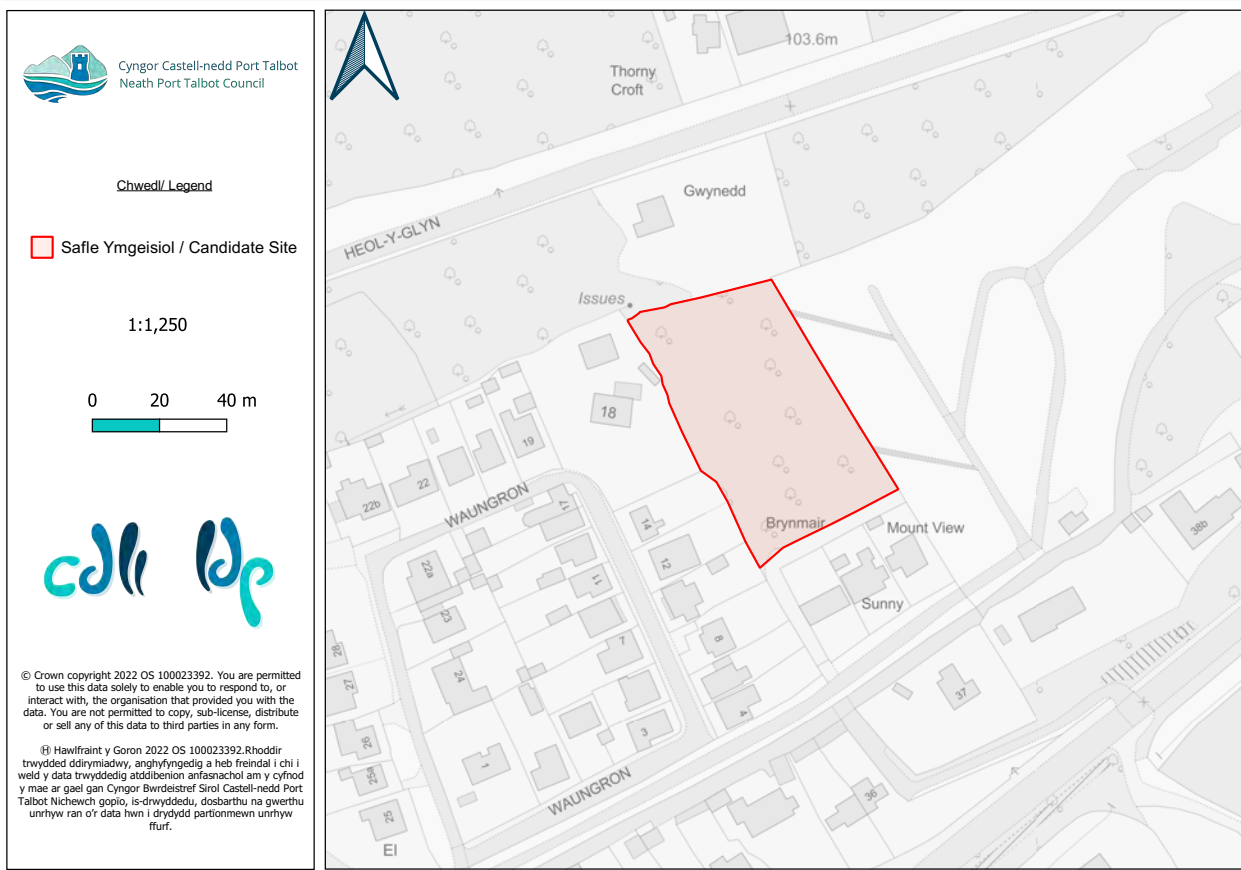 Cyngor Castell-nedd Port Talbot
Neath Port Talbot Council
Chwedl/ Legend
Safle Ymgeisiol / Candidate Site
1:1,250
0 20 40 m
cdll ldp
© Crown copyright 2022 OS 100023392. You are permitted
to use this data solely to enable you to respond to, or
interact with, the organisation that provided you with the
data. You are not permitted to copy, sub-license, distribute
or sell any of this data to third parties in any form.
Ⓗ Hawlfraint y Goron 2022 OS 100023392.Rhoddir
trwydded ddirymiadwy, anghyfyngedig a heb freindal i chi i
weld y data trwyddedig atddibenion anfasnachol am y cyfnod
y mae ar gael gan Cyngor Bwrdeistref Sirol Castell-nedd Port
Talbot Nichewch gopïo, is-drwyddedu, dosbarthu na gwerthu
unrhyw ran o'r data hwn i drydydd partionmewn unrhyw
ffurf.
103.6m
Thorny
Croft
Gwynedd
HEOL-Y-GLYN
Issues
18
19
22
22b
WAUNGRON
17
14
12
Brynmair
Mount View
38b
22a
11
Sunny
23
7
8
28
24
27
37
4
3
26
1
25a
WAUNGRON
36
25
El